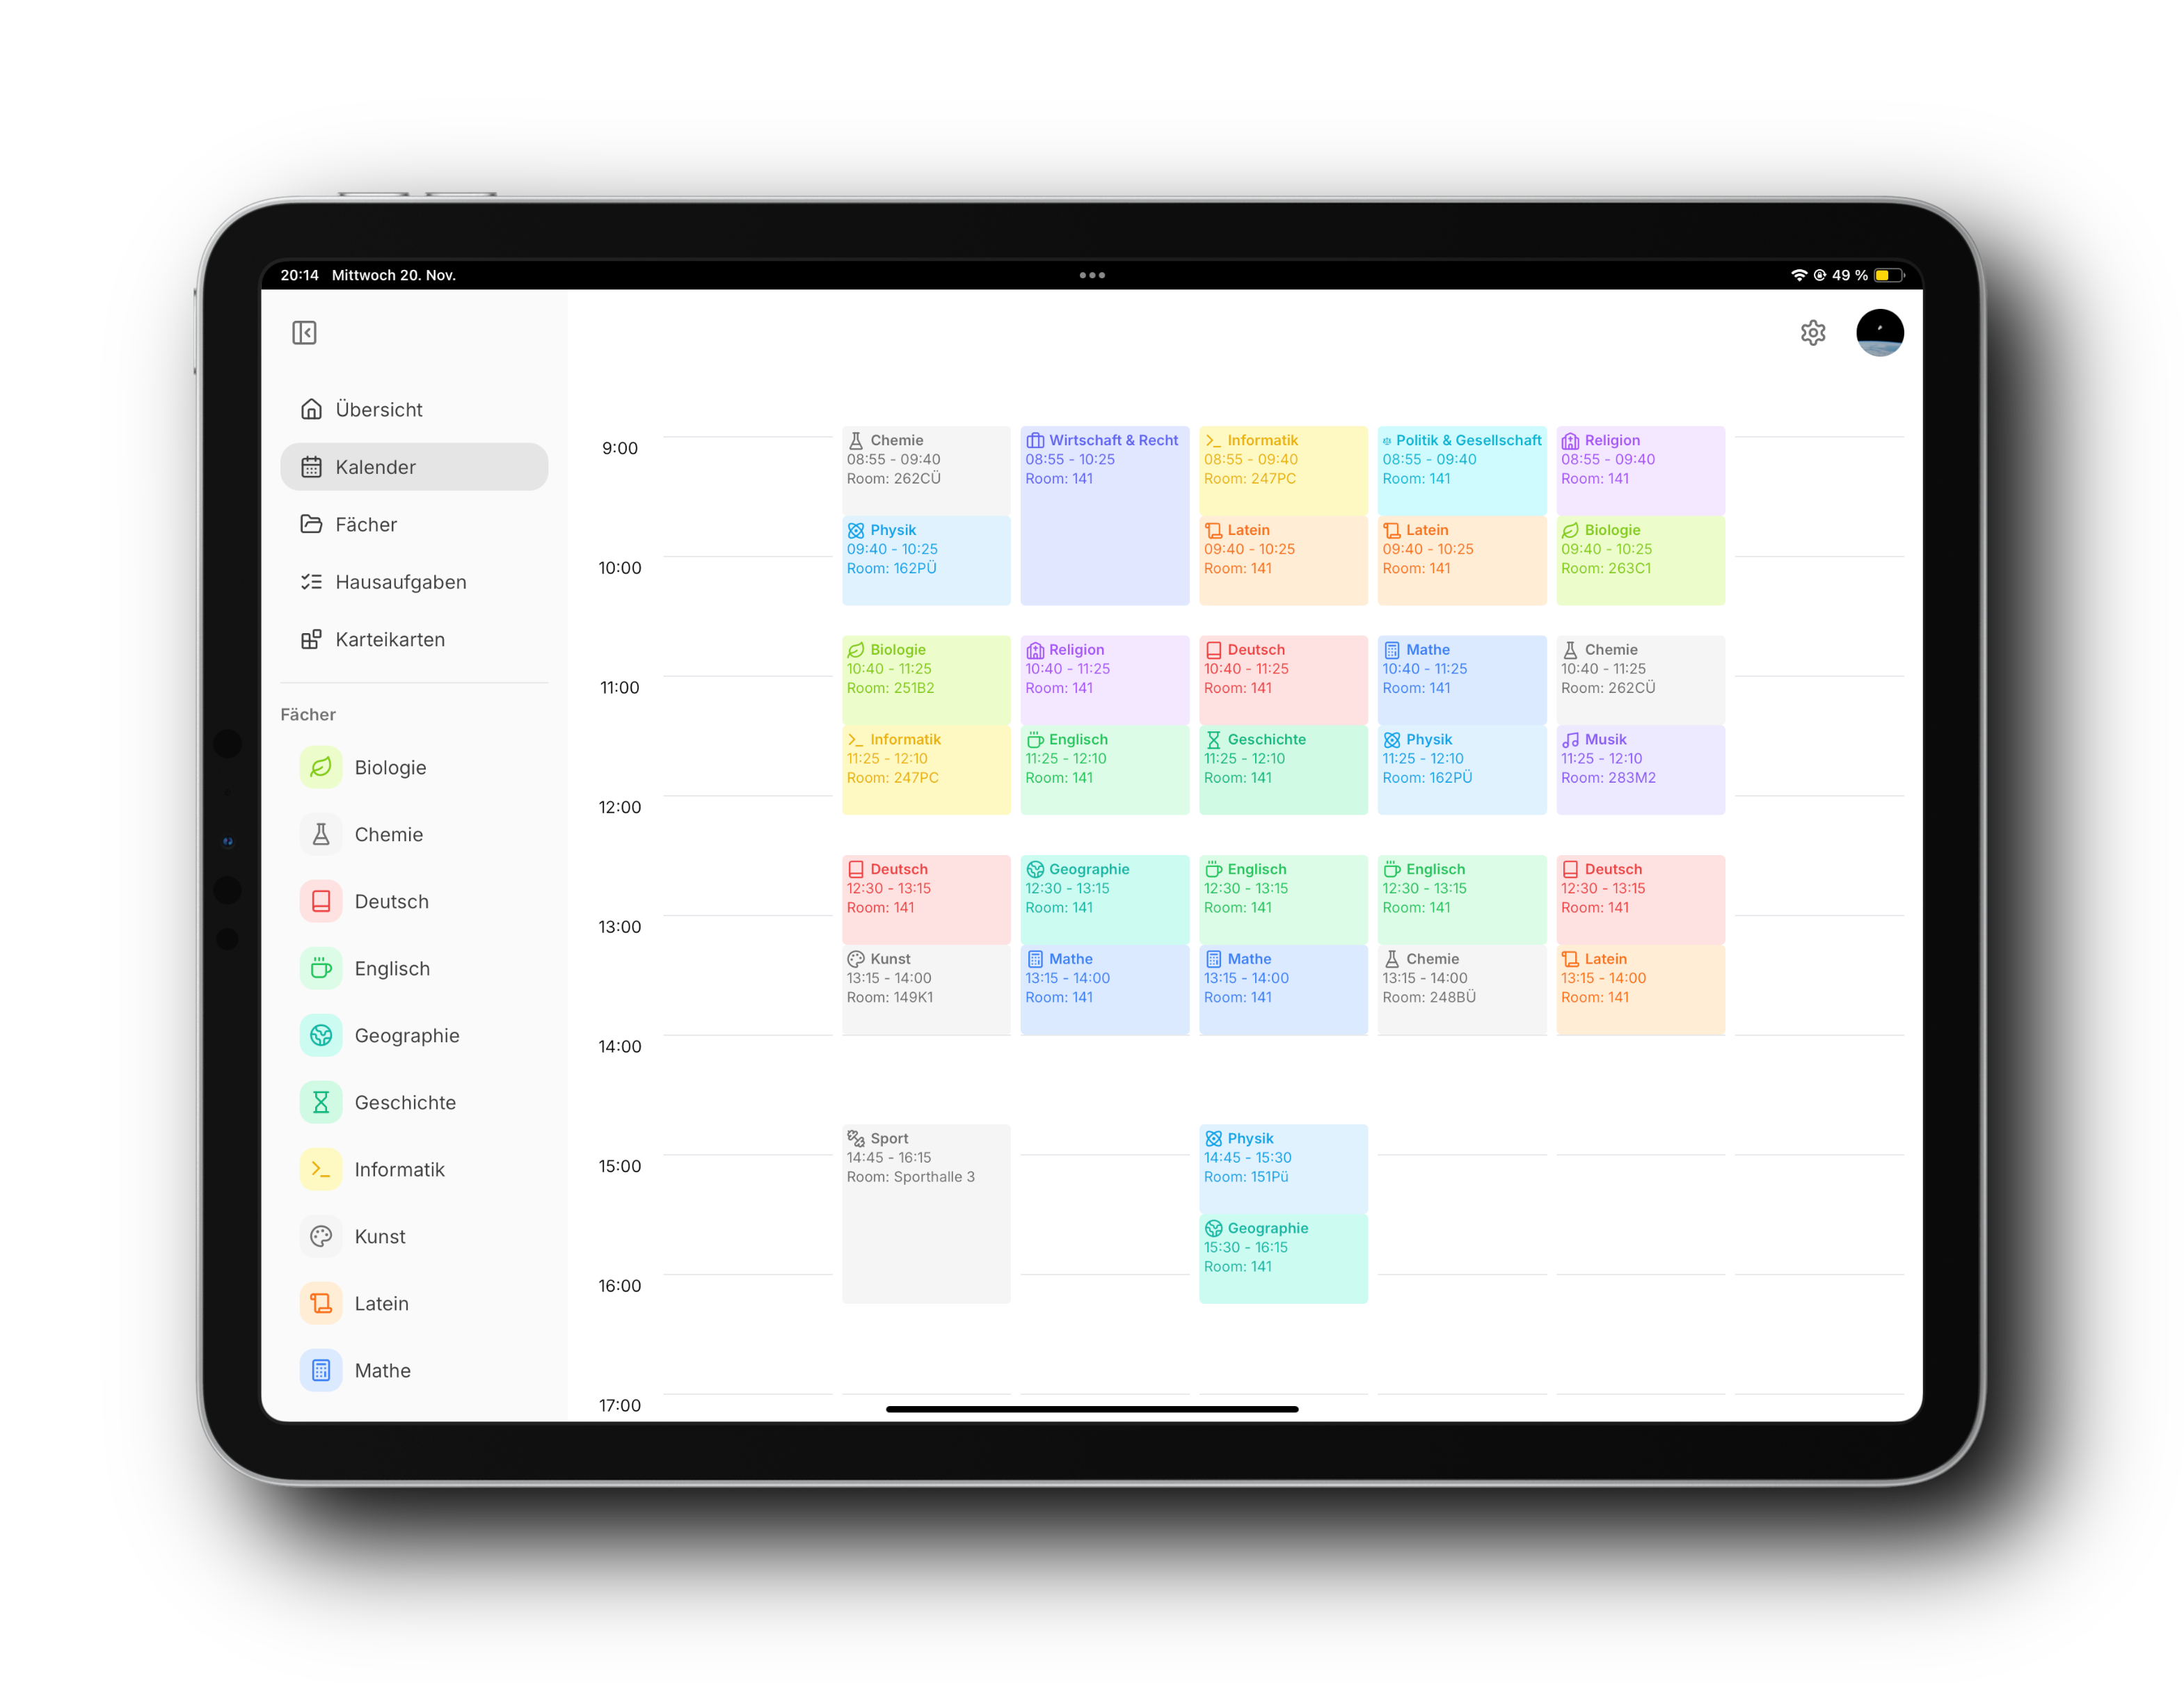 20:14 Mittwoch 20. Nov.
49 %
Übersicht
Kalender
Fächer
Hausaufgaben
Karteikarten
Fächer
Biologie
Chemie
Deutsch
Englisch
Geographie
Geschichte
Informatik
Kunst
Latein
Mathe
9:00
10:00
11:00
12:00
13:00
14:00
15:00
16:00
17:00
Chemie
08:55 - 09:40
Room: 262CÜ
Physik
09:40 - 10:25
Room: 162PÜ
Biologie
10:40 - 11:25
Room: 251B2
Informatik
11:25 - 12:10
Room: 247PC
Deutsch
12:30 - 13:15
Room: 141
Kunst
13:15 - 14:00
Room: 149K1
Sport
14:45 - 16:15
Room: Sporthalle 3
Wirtschaft & Recht
08:55 - 10:25
Room: 141
Religion
10:40 - 11:25
Room: 141
Englisch
11:25 - 12:10
Room: 141
Geographie
12:30 - 13:15
Room: 141
Mathe
13:15 - 14:00
Room: 141
Informatik
08:55 - 09:40
Room: 247PC
Latein
09:40 - 10:25
Room: 141
Deutsch
10:40 - 11:25
Room: 141
Geschichte
11:25 - 12:10
Room: 141
Englisch
12:30 - 13:15
Room: 141
Mathe
13:15 - 14:00
Room: 141
Physik
14:45 - 15:30
Room: 151Pü
Geographie
15:30 - 16:15
Room: 141
Politik & Gesellschaft
08:55 - 09:40
Room: 141
Latein
09:40 - 10:25
Room: 141
Mathe
10:40 - 11:25
Room: 141
Physik
11:25 - 12:10
Room: 162PÜ
Englisch
12:30 - 13:15
Room: 141
Chemie
13:15 - 14:00
Room: 248BÜ
Religion
08:55 - 09:40
Room: 141
Biologie
09:40 - 10:25
Room: 263C1
Chemie
10:40 - 11:25
Room: 262CÜ
Musik
11:25 - 12:10
Room: 283M2
Deutsch
12:30 - 13:15
Room: 141
Latein
13:15 - 14:00
Room: 141